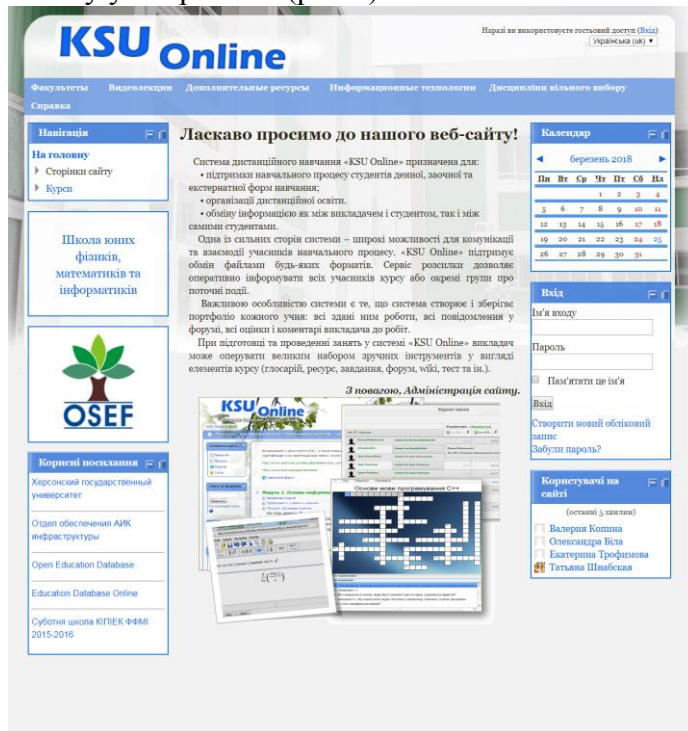 KSU Online
Наразі ви використовуєте гостьовий доступ (Вхід)
Українська (uk)
Факультеты Видеолекции Дополнительные ресурсы Информационные технологии Дисципліни вільного вибору
Справка
Навігація
На головну
Сторінки сайту
Курси
Школа юних
фізиків,
математиків та
інформатиків
OSEF
Корисні посилання
Херсонский государственный
университет
Отдел обеспечения АИК
инфраструктуры
Open Education Database
Education Database Online
Суботня школа КІПІЕК ФФМІ
2015-2016
Ласкаво просимо до нашого веб-сайту!
Система дистанційного навчання «KSU Online» призначена для:
• підтримки навчального процесу студентів денної, заочної та
екстернатної форм навчання;
• організації дистанційної освіти.
• обміну інформацією як між викладачем і студентом, так і між
самими студентами.
Одна із сильних сторін системи – широкі можливості для комунікації
та взаємодії учасників навчального процесу. «KSU Online» підтримує
обмін файлами будь-яких форматів. Сервіс розсилки дозволяє
оперативно інформувати всіх учасників курсу або окремі групи про
поточні події.
Важливою особливістю системи є те, що система створює і зберігає
портфоліо кожного учня: всі здані ним роботи, всі повідомлення у
форумі, всі оцінки і коментарі викладача до робіт.
При підготовці та проведенні занять у системі «KSU Online» викладач
може оперувати великим набором зручних інструментів у вигляді
елементів курсу (глосарій, ресурс, завдання, форум, wiki, тест та ін.).
З повагою, Адміністрація сайту.
KSU Online
Основи мови програмування C++
Календар
березень 2018
Пн Вт Ср Чт Пт Сб Нд
1 2 3 4
5 6 7 8 9 10 11
12 13 14 15 16 17 18
19 20 21 22 23 24 25
26 27 28 29 30 31
Вхід
Ім'я входу
Пароль
Пам'ятати це ім'я
Вхід
Створити новий обліковий
запис
Забули пароль?
Користувачі на
сайті
(останні 5 хвилин)
Валерия Копина
Олександра Біла
Екатерина Трофимова
Татьяна Шнабская